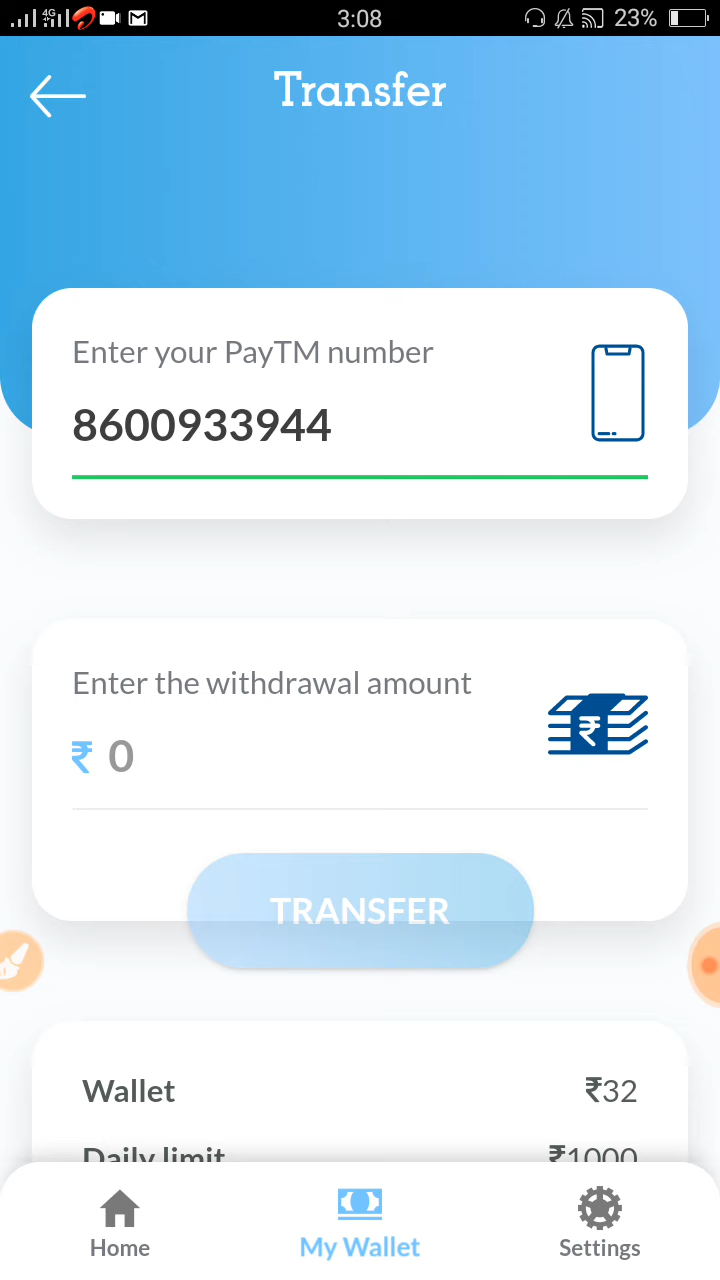 4G 3:08 23%
Transfer
Enter your PayTM number
8600933944
Enter the withdrawal amount
₹ 0
TRANSFER
Wallet ₹32
Daily limit ₹1000
Home My Wallet Settings